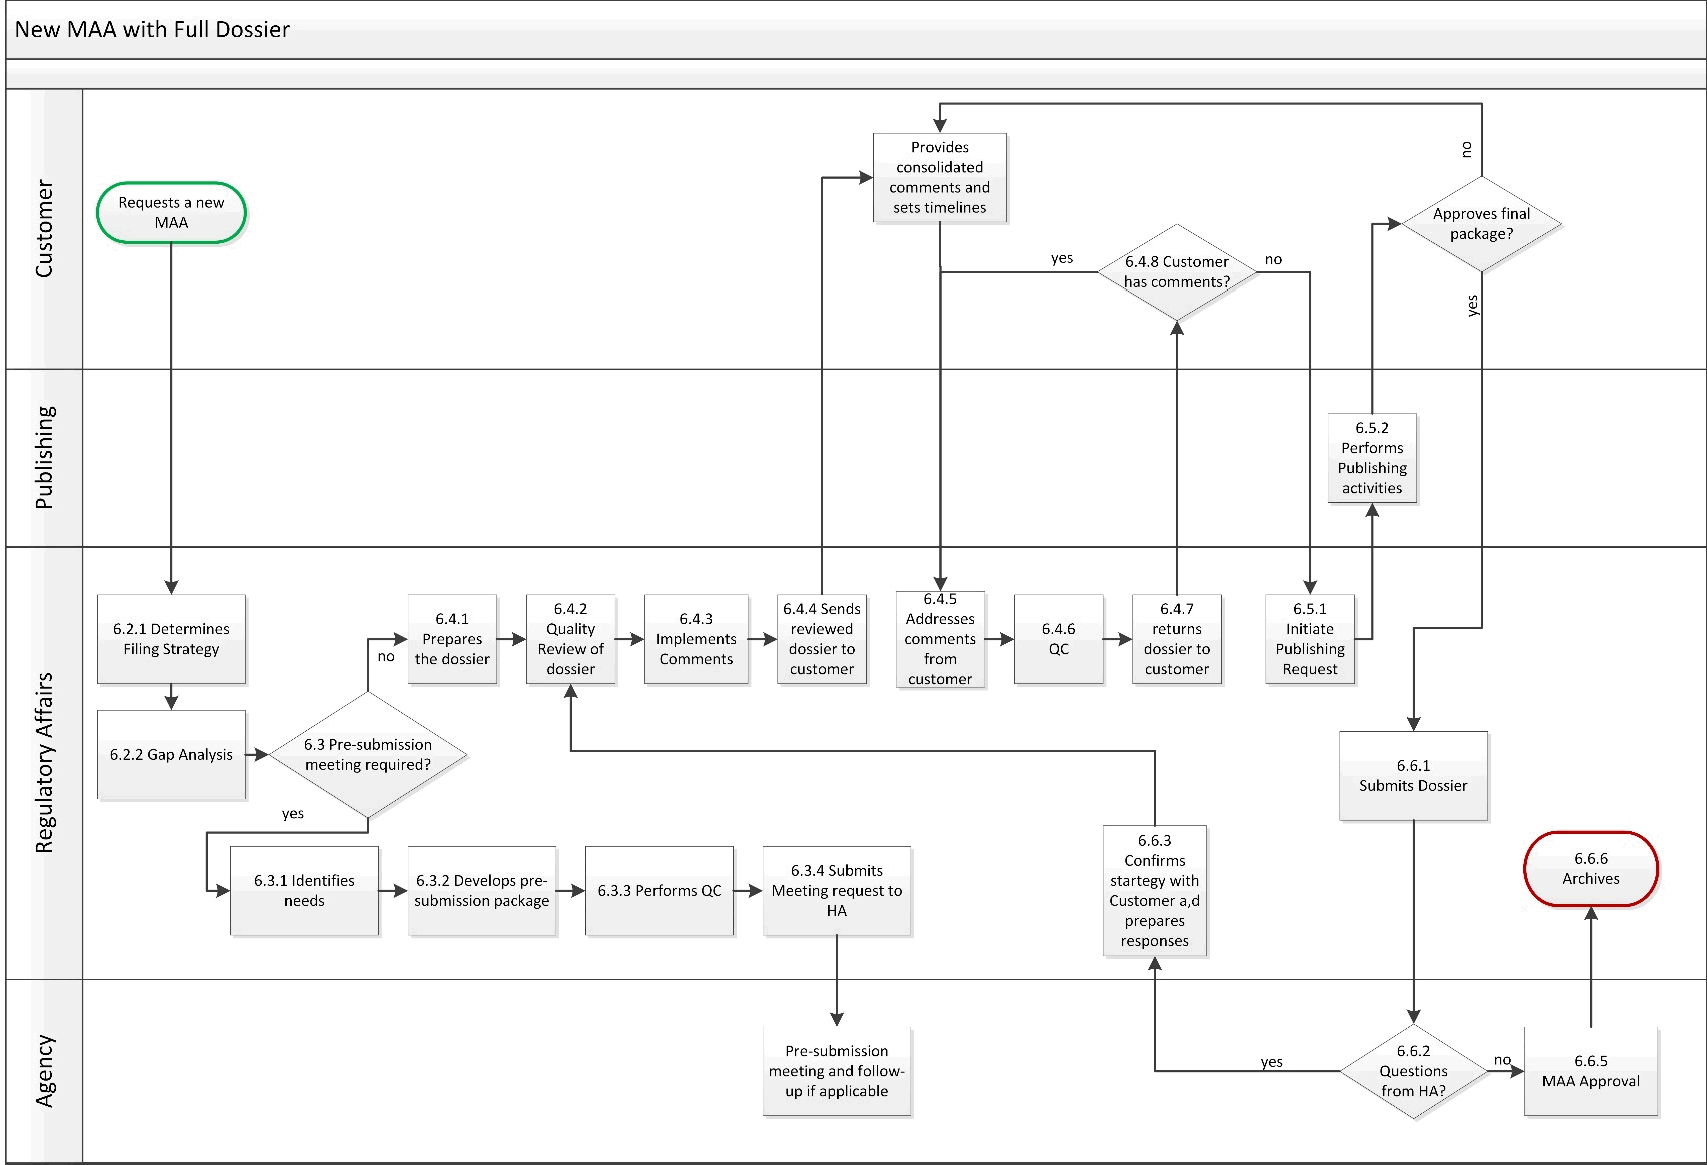 New MAA with Full Dossier
Customer
Requests a new
MAA
Provides
consolidated
comments and
sets timelines
yes
6.4.8 Customer
has comments?
no
no
Approves final
package?
yes
Publishing
6.5.2
Performs
Publishing
activities
Regulatory Affairs
6.2.1 Determines
Filing Strategy
6.2.2 Gap Analysis
6.3 Pre-submission
meeting required?
no
yes
6.4.1
Prepares
the dossier
6.4.2
Quality
Review of
dossier
6.4.3
Implements
Comments
6.4.4 Sends
reviewed
dossier to
customer
6.4.5
Addresses
comments
from
customer
6.4.6
QC
6.4.7
returns
dossier to
customer
6.5.1
Initiate
Publishing
Request
6.3.1 Identifies
needs
6.3.2 Develops pre-
submission package
6.3.3 Performs QC
6.3.4 Submits
Meeting request to
HA
6.6.3
Confirms
startegy with
Customer a,d
prepares
responses
6.6.1
Submits Dossier
6.6.6
Archives
Agency
Pre-submission
meeting and follow-
up if applicable
yes
6.6.2
Questions
from HA?
no
6.6.5
MAA Approval